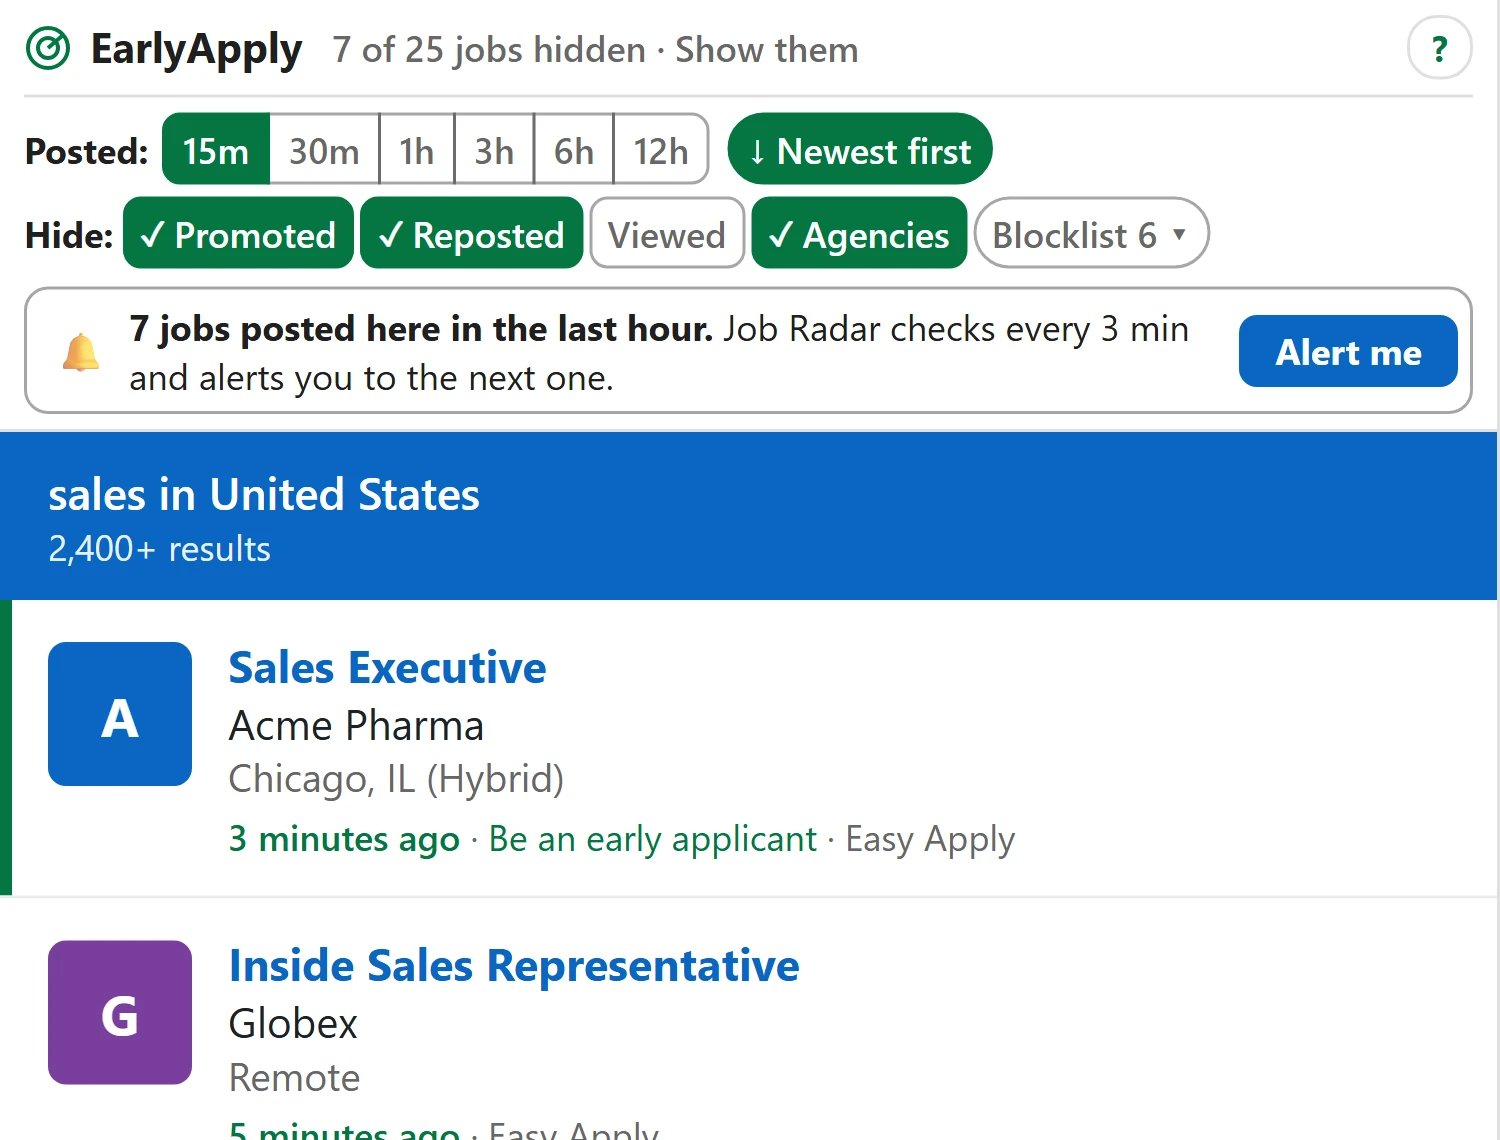 EarlyApply 7 of 25 jobs hidden · Show them ?
Posted: 15m 30m 1h 3h 6h 12h ↓ Newest first
Hide: ✓ Promoted ✓ Reposted Viewed ✓ Agencies Blocklist 6 ▼
7 jobs posted here in the last hour. Job Radar checks every 3 min
and alerts you to the next one.
Alert me
sales in United States
2,400+ results
A
Sales Executive
Acme Pharma
Chicago, IL (Hybrid)
3 minutes ago · Be an early applicant · Easy Apply
G
Inside Sales Representative
Globex
Remote
5 minutes ago · Easy Apply